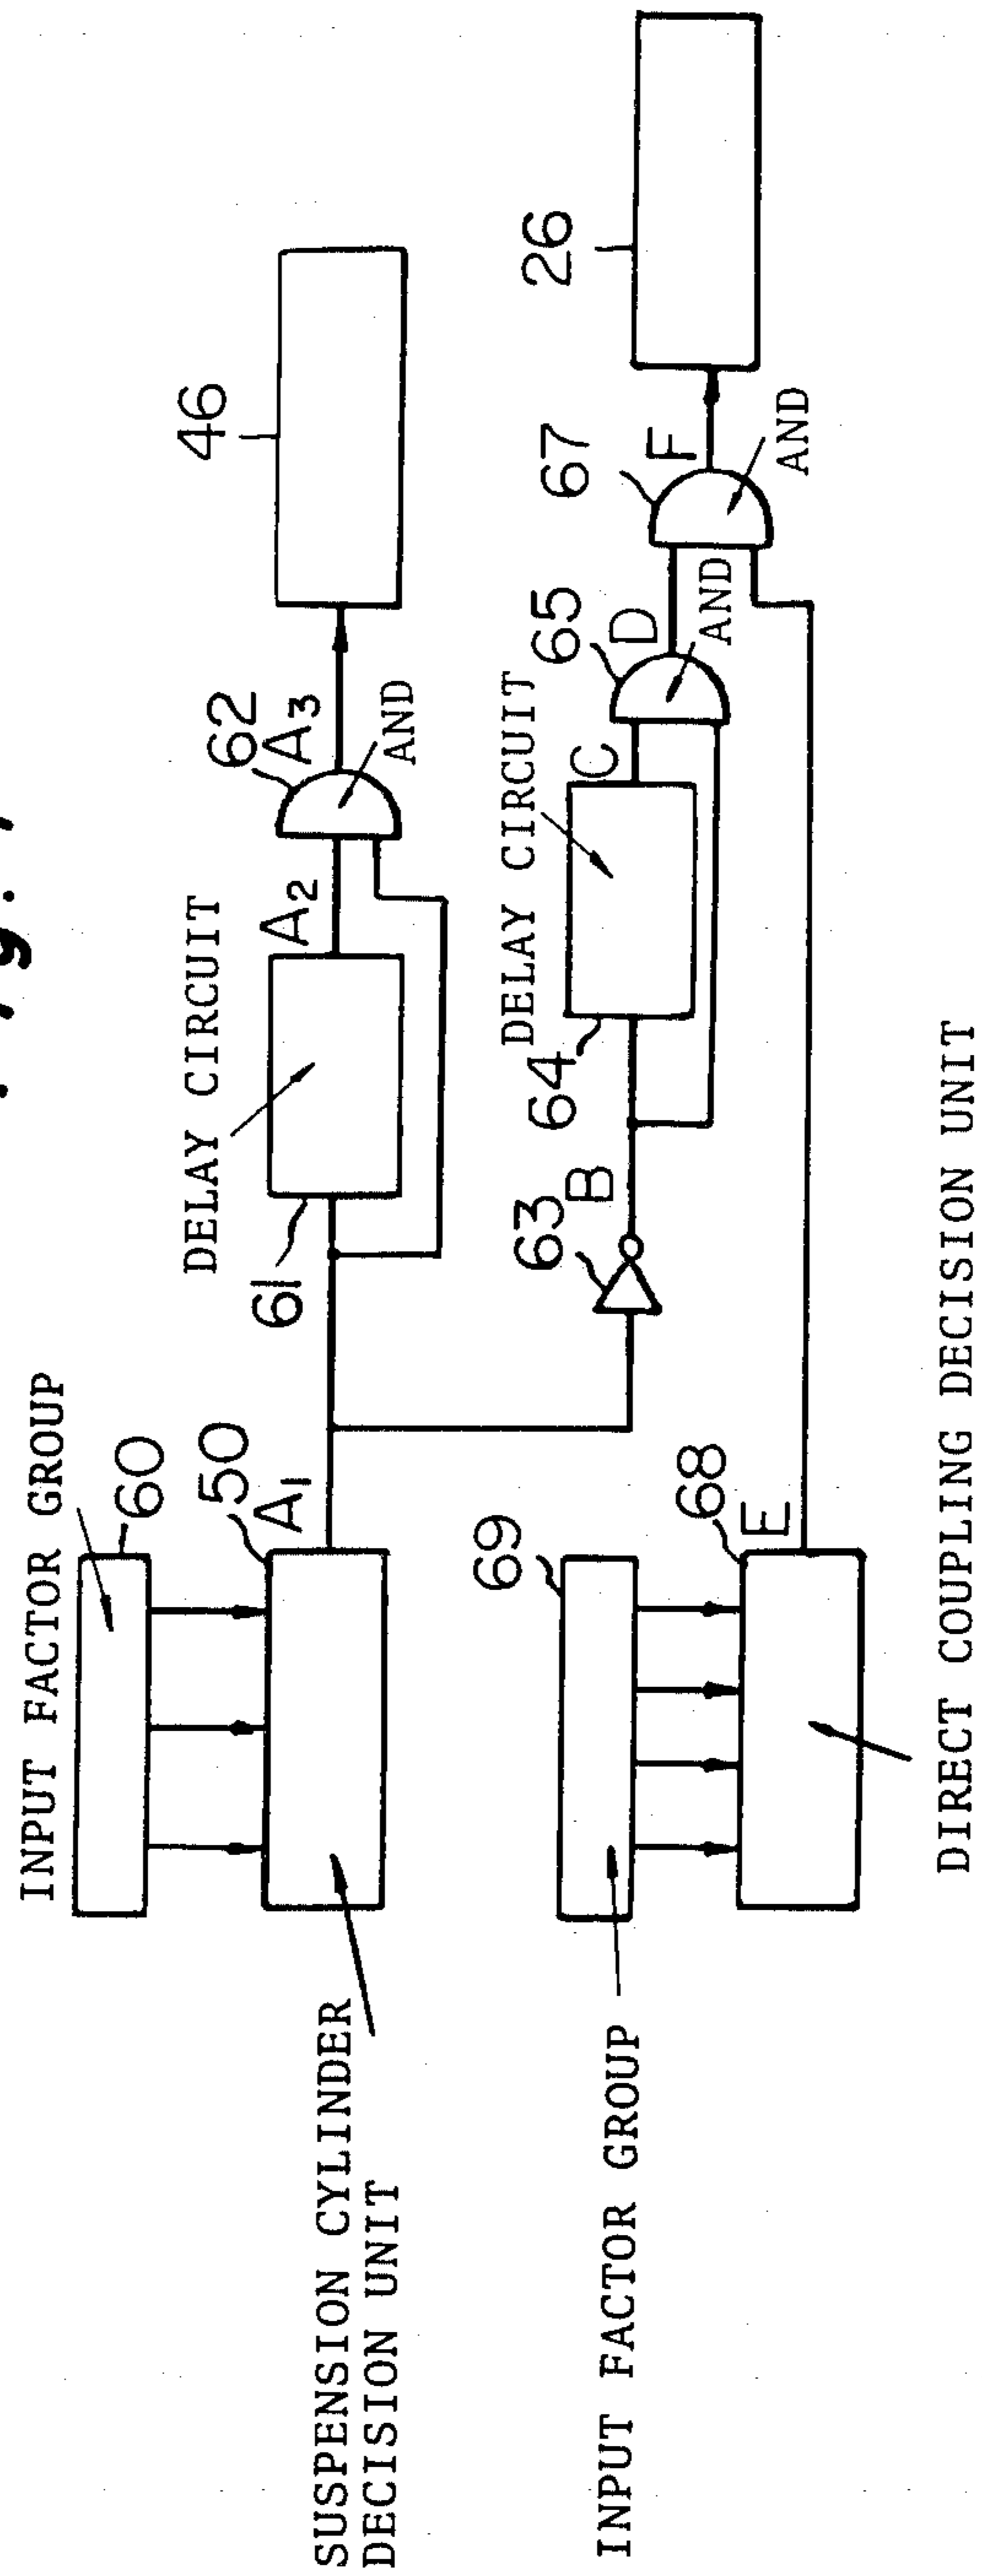 INPUT FACTOR GROUP
60
50
A1
SUSPENSION CYLINDER
DECISION UNIT
DELAY CIRCUIT
61
A2
62
A3
AND
46
63
B
64
DELAY CIRCUIT
C
65
D
AND
67
F
AND
26
INPUT FACTOR GROUP
69
68
E
DIRECT COUPLING DECISION UNIT